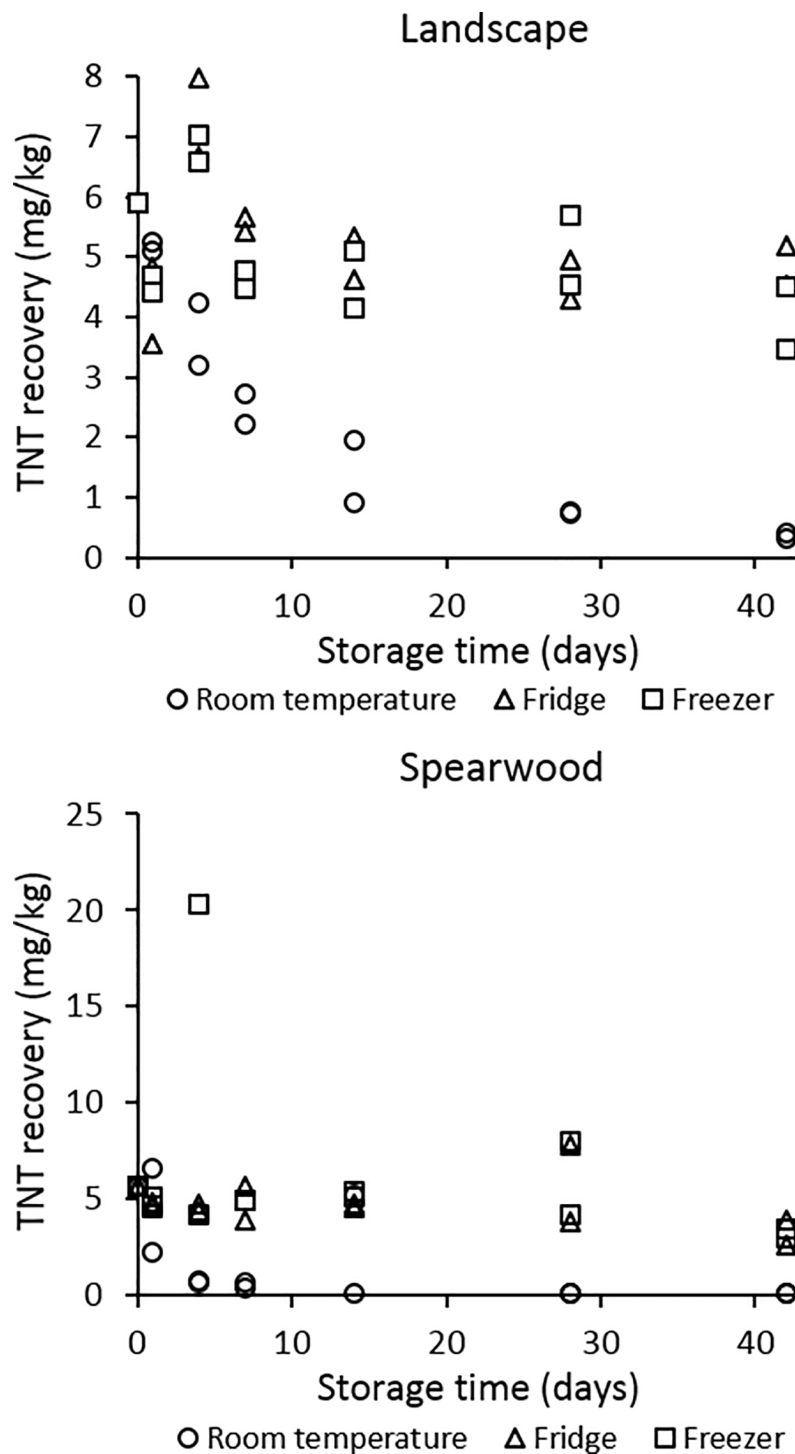 Landscape
TNT recovery (mg/kg)
8
7
6
5
4
3
2
1
0
0 10 20 30 40
Storage time (days)
Room temperature Fridge Freezer
Spearwood
TNT recovery (mg/kg)
25
20
15
10
5
0
0 10 20 30 40
Storage time (days)
Room temperature Fridge Freezer